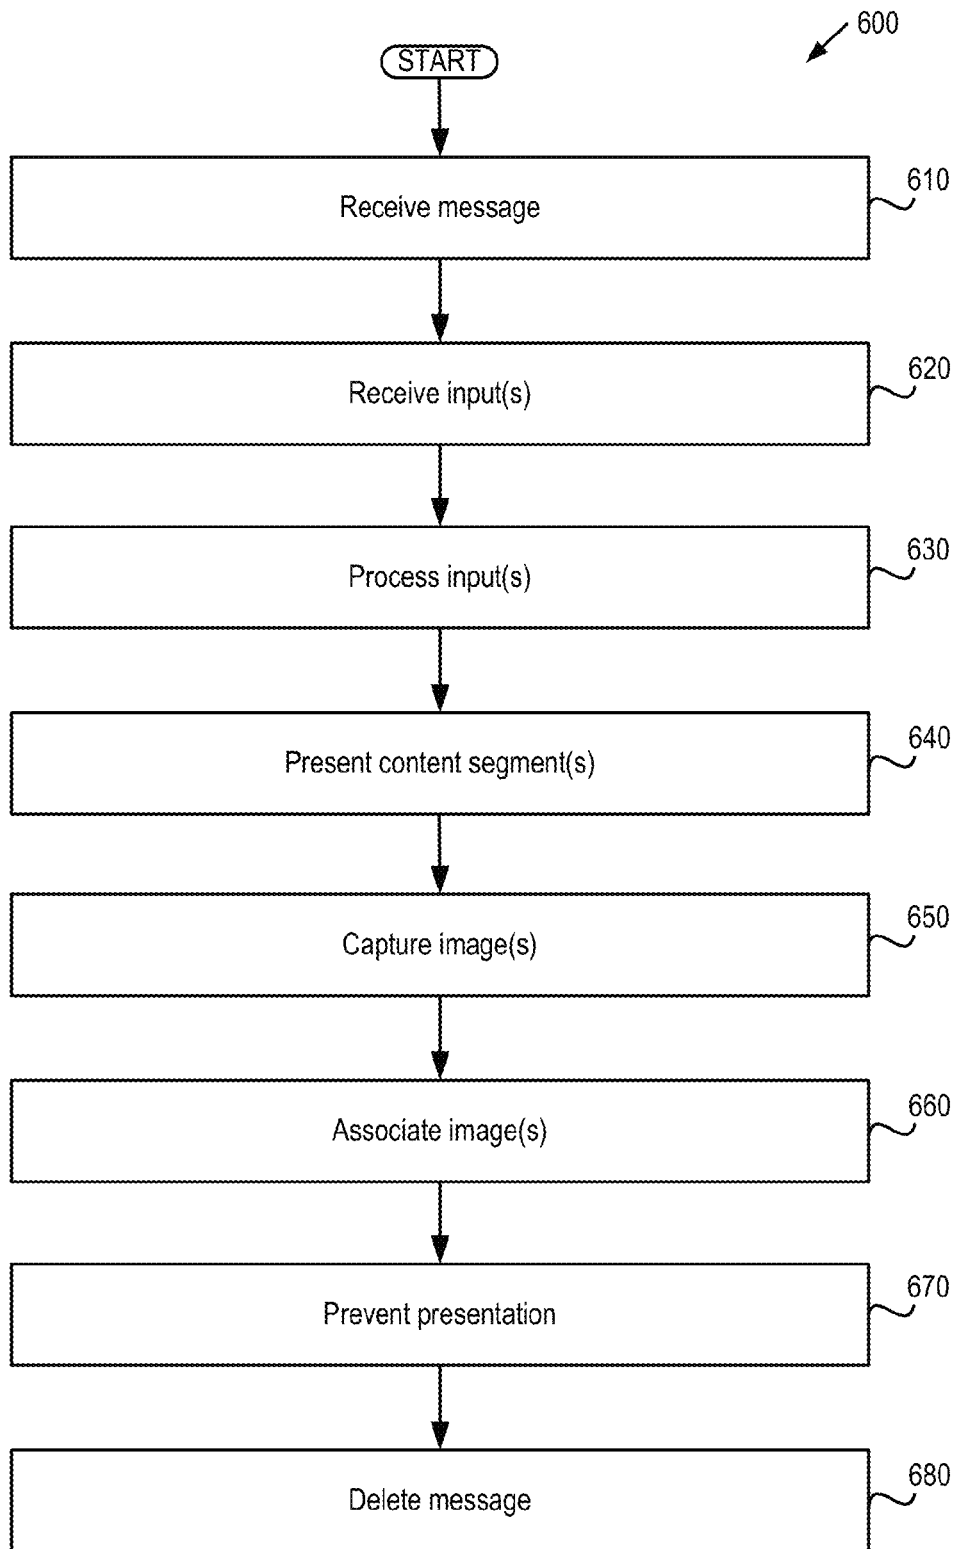 600
START
Receive message
610
Receive input(s)
620
Process input(s)
630
Present content segment(s)
640
Capture image(s)
650
Associate image(s)
660
Prevent presentation
670
Delete message
680